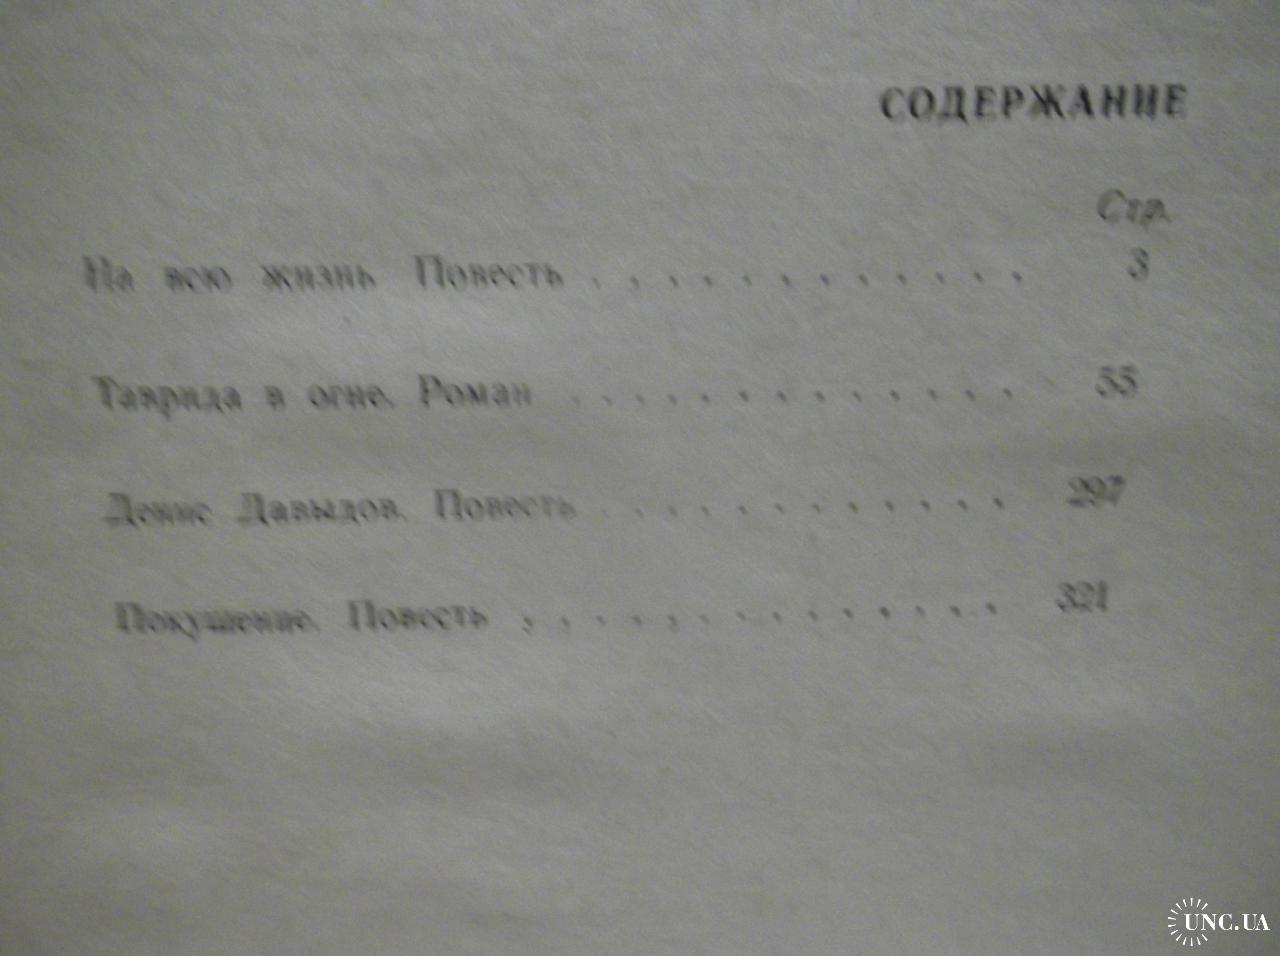 СОДЕРЖАНИЕ
Стр.
На всю жизнь Повесть . . . . . . . . . . . . 3
Таврида в огне. Роман . . . . . . . . . . . . . . 55
Денис Давыдов. Повесть . . . . . . . . . . . . . 297
Покушение. Повесть . . . . . . . . . . . . . . 321
UNC.UA